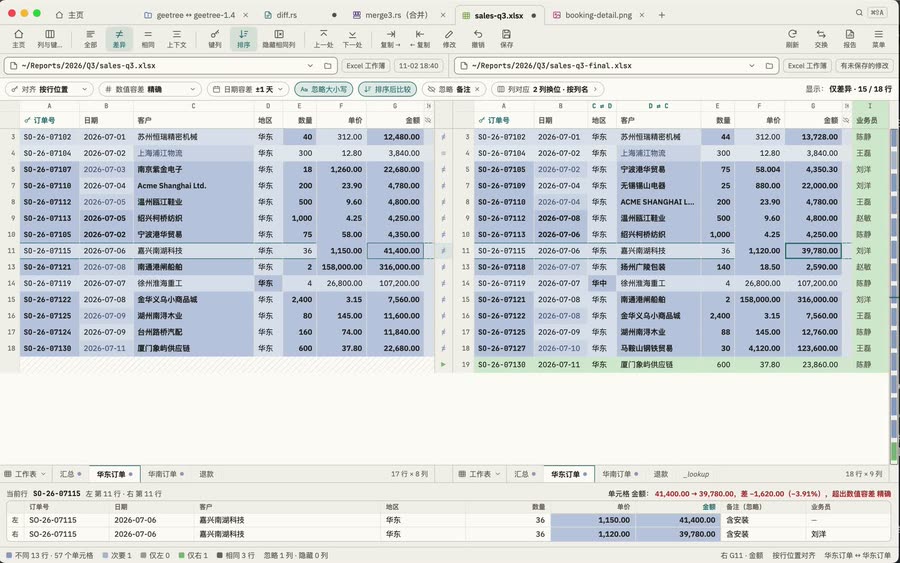 主页 geetree ⇔ geetree-1.4 diff.rs merge3.rs（合并） sales-q3.xlsx booking-detail.png
主页 列与键… 全部 差异 相同 上下文 键列 排序 隐藏相同列 上一处 下一处 复制→ ←复制 修改 撤销 保存 刷新 交换 报告 菜单
~/Reports/2026/Q3/sales-q3.xlsx Excel 工作簿 11-02 18:40 ~/Reports/2026/Q3/sales-q3-final.xlsx Excel 工作簿 有未保存的修改
对齐 按行位置 数值容差 精确 日期容差 ±1 天 Aa 忽略大小写 排序后比较 忽略 备注 × 列对应 2 列换位 · 按列名 显示： 仅差异 · 15 / 18 行
A B C D E F G A B C ⇄ D D ⇄ C E F G I
订单号 日期 客户 地区 数量 单价 金额 订单号 日期 地区 客户 数量 单价 金额 业务员
3 SO-26-07102 2026-07-01 苏州恒瑞精密机械 华东 40 312.00 12,480.00 ≠ 3 SO-26-07102 2026-07-01 华东 苏州恒瑞精密机械 44 312.00 13,728.00 陈静
4 SO-26-07104 2026-07-02 上海浦江物流 华东 300 12.80 3,840.00 = 4 SO-26-07104 2026-07-02 华东 上海浦江物流 300 12.80 3,840.00 王磊
5 SO-26-07107 2026-07-03 南京紫金电子 华东 18 1,260.00 22,680.00 ≠ 5 SO-26-07105 2026-07-02 华东 宁波港华贸易 75 58.004 4,350.30 刘洋
7 SO-26-07110 2026-07-04 Acme Shanghai Ltd. 华东 200 23.90 4,780.00 ≠ 7 SO-26-07109 2026-07-04 华东 无锡锡山电器 25 880.00 22,000.00 刘洋
8 SO-26-07112 2026-07-05 温州瓯江鞋业 华东 500 9.60 4,800.00 ≠ 8 SO-26-07110 2026-07-04 华东 ACME SHANGHAI L… 200 23.90 4,780.00 王磊
9 SO-26-07113 2026-07-05 绍兴柯桥纺织 华东 1,000 4.25 4,250.00 ≠ 9 SO-26-07112 2026-07-08 华东 温州瓯江鞋业 500 9.60 4,800.00 赵敏
10 SO-26-07105 2026-07-02 宁波港华贸易 华东 75 58.00 4,350.00 ≠ 10 SO-26-07113 2026-07-06 华东 绍兴柯桥纺织 1,000 4.25 4,250.00 陈静
11 SO-26-07115 2026-07-06 嘉兴南湖科技 华东 36 1,150.00 41,400.00 ≠ 11 SO-26-07115 2026-07-06 华东 嘉兴南湖科技 36 1,120.00 39,780.00 刘洋
13 SO-26-07121 2026-07-08 南通港闸船舶 华东 2 158,000.00 316,000.00 ≠ 13 SO-26-07118 2026-07-07 华东 扬州广陵包装 140 18.50 2,590.00 赵敏
14 SO-26-07119 2026-07-07 徐州淮海重工 华东 4 26,800.00 107,200.00 ≠ 14 SO-26-07119 2026-07-07 华中 徐州淮海重工 4 26,800.00 107,200.00 王磊
15 SO-26-07122 2026-07-08 金华义乌小商品城 华东 2,400 3.15 7,560.00 ≠ 15 SO-26-07121 2026-07-08 华东 南通港闸船舶 2 158,000.00 316,000.00 刘洋
16 SO-26-07125 2026-07-09 湖州南浔木业 华东 80 145.00 11,600.00 ≠ 16 SO-26-07122 2026-07-08 华东 金华义乌小商品城 2,400 3.15 7,560.00 王磊
17 SO-26-07124 2026-07-09 台州路桥汽配 华东 160 74.00 11,840.00 ≠ 17 SO-26-07125 2026-07-09 华东 湖州南浔木业 88 145.00 12,760.00 陈静
18 SO-26-07130 2026-07-11 厦门象屿供应链 华东 600 37.80 22,680.00 ≠ 18 SO-26-07127 2026-07-10 华东 马鞍山钢铁贸易 30 4,120.00 123,600.00 王磊
19 SO-26-07130 2026-07-11 华东 厦门象屿供应链 600 37.80 23,860.00 陈静
工作表 汇总 华东订单 华南订单 退款 17 行 × 8 列 工作表 汇总 华东订单 华南订单 退款 _lookup 18 行 × 9 列
当前行 SO-26-07115 左 第 11 行 · 右 第 11 行 单元格 金额： 41,400.00 → 39,780.00，差 −1,620.00（−3.91%），超出数值容差 精确
订单号 日期 客户 地区 数量 单价 金额 备注（忽略） 业务员
左 SO-26-07115 2026-07-06 嘉兴南湖科技 华东 36 1,150.00 41,400.00 含安装 —
右 SO-26-07115 2026-07-06 嘉兴南湖科技 华东 36 1,120.00 39,780.00 含安装 刘洋
不同 13 行 · 57 个单元格 次要 1 仅左 0 仅右 1 相同 3 行 忽略 1 列 · 隐藏 0 列 右 G11 · 金额 按行位置对齐 华东订单 ↔ 华东订单